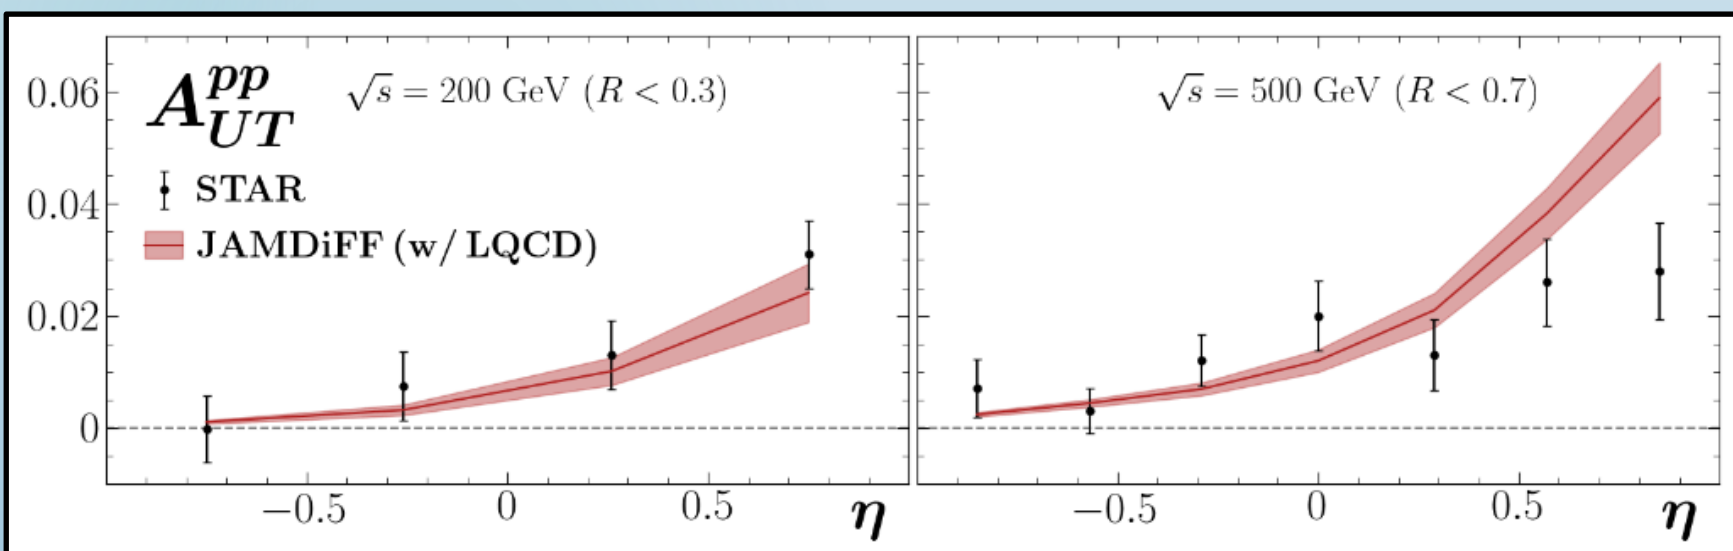 A_{UT}^{pp}
√s = 200 GeV (R < 0.3)
STAR
JAMDiFF (w/ LQCD)
0.06
0.04
0.02
0
−0.5
0
0.5
η
√s = 500 GeV (R < 0.7)
−0.5
0
0.5
η